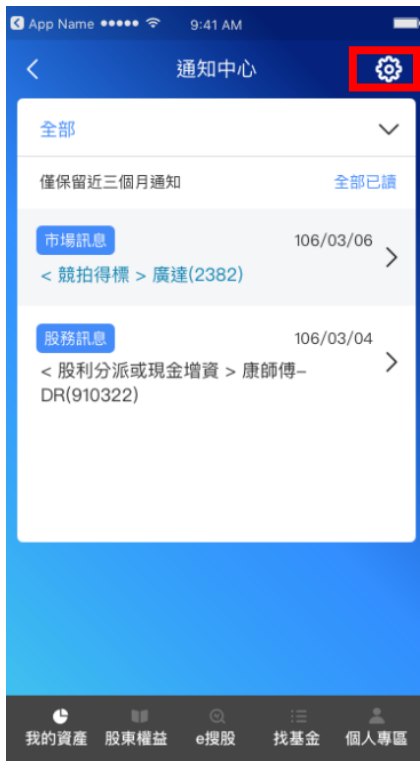 App Name 9:41 AM
通知中心
全部
僅保留近三個月通知 全部已讀
市場訊息 106/03/06
< 競拍得標 > 廣達(2382)
股務訊息 106/03/04
< 股利分派或現金增資 > 康師傅–
DR(910322)
我的資產 股東權益 e搜股 找基金 個人專區